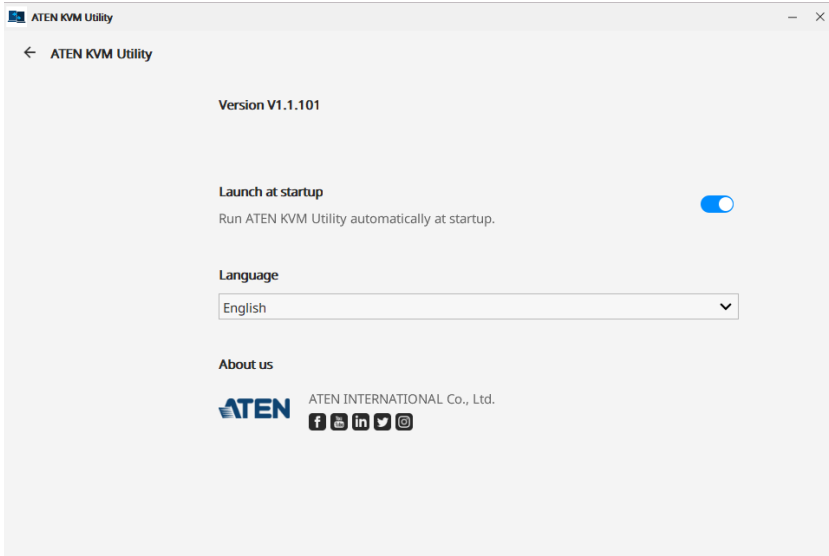 ATEN KVM Utility
ATEN KVM Utility
Version V1.1.101
Launch at startup
Run ATEN KVM Utility automatically at startup.
Language
English
About us
ATEN
ATEN INTERNATIONAL Co., Ltd.